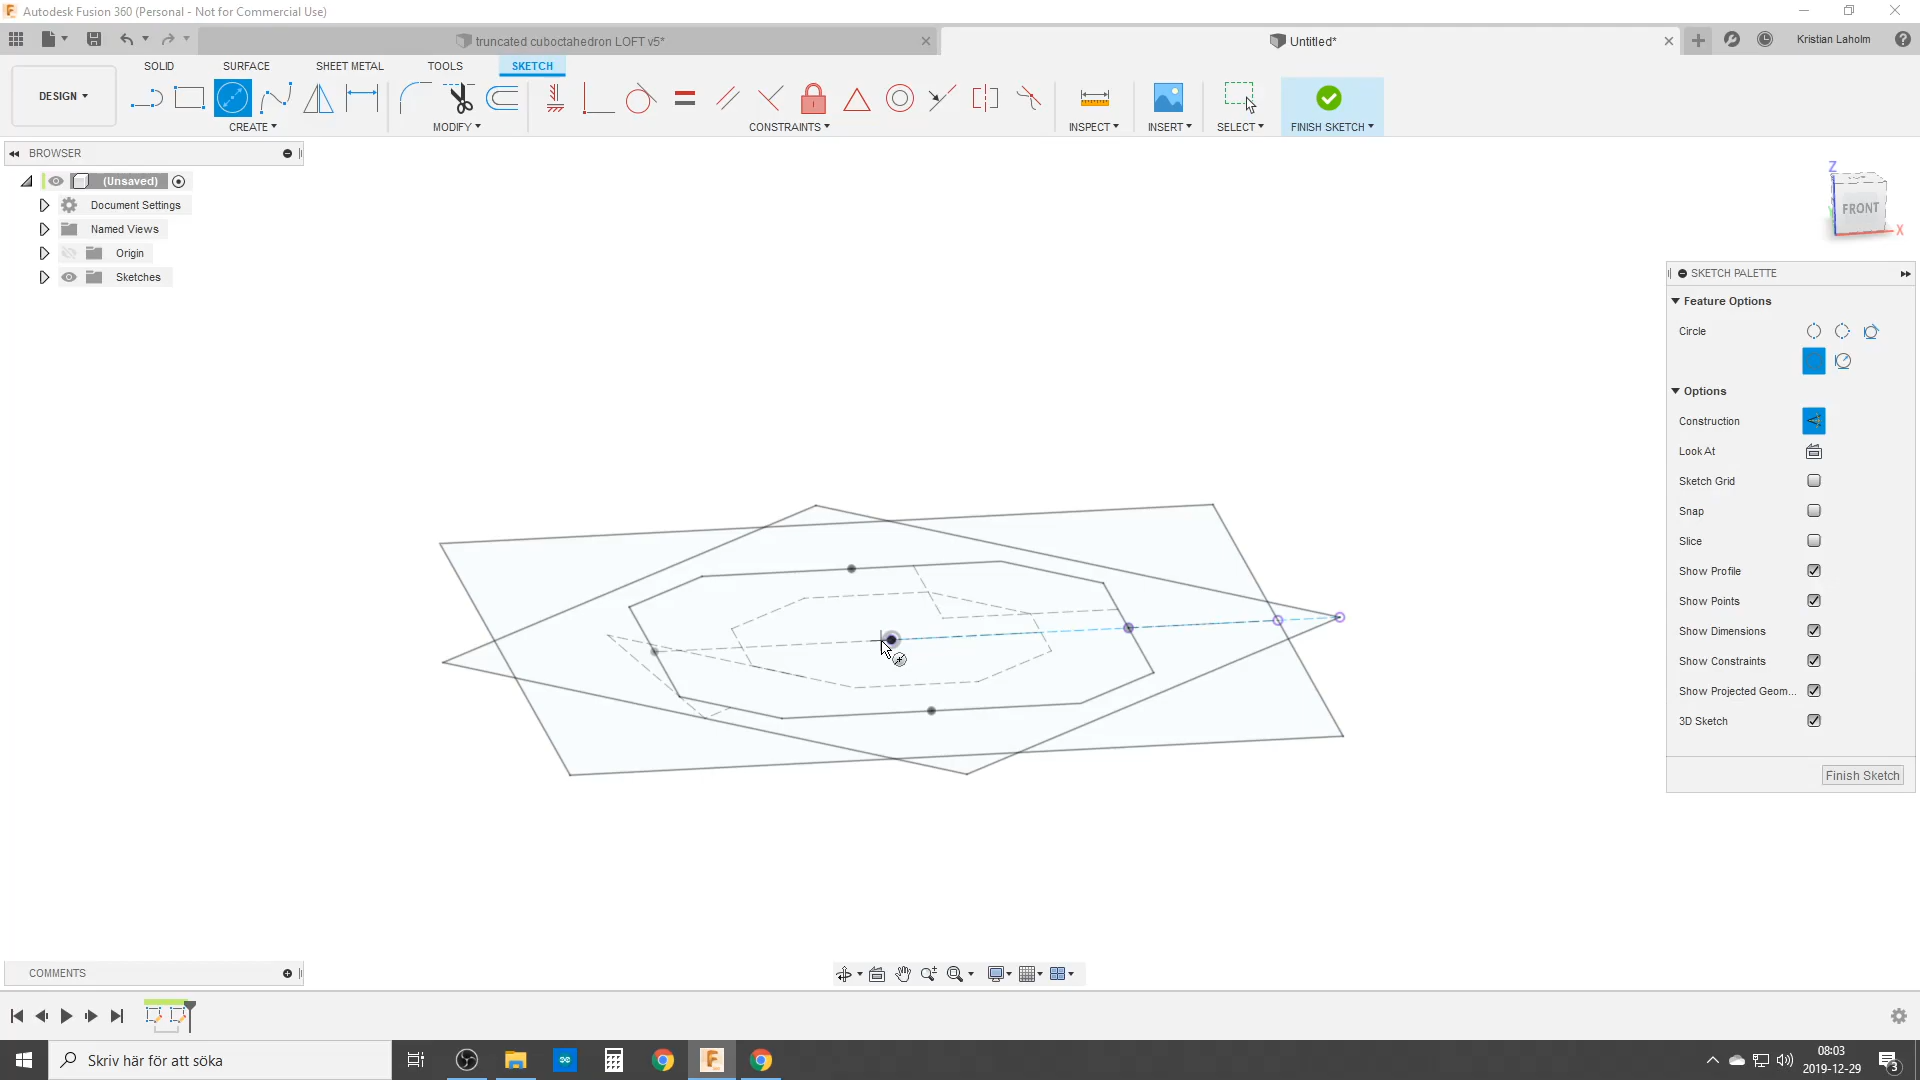 Autodesk Fusion 360 (Personal - Not for Commercial Use)
truncated cuboctahedron LOFT v5*
Untitled*
Kristian Laholm
DESIGN
SOLID
SURFACE
SHEET METAL
TOOLS
SKETCH
CREATE
MODIFY
CONSTRAINTS
INSPECT
INSERT
SELECT
FINISH SKETCH
BROWSER
(Unsaved)
Document Settings
Named Views
Origin
Sketches
Z
FRONT
X
SKETCH PALETTE
Feature Options
Circle
Options
Construction
Look At
Sketch Grid
Snap
Slice
Show Profile
Show Points
Show Dimensions
Show Constraints
Show Projected Geom...
3D Sketch
Finish Sketch
COMMENTS
Skriv här för att söka
08:03
2019-12-29
3